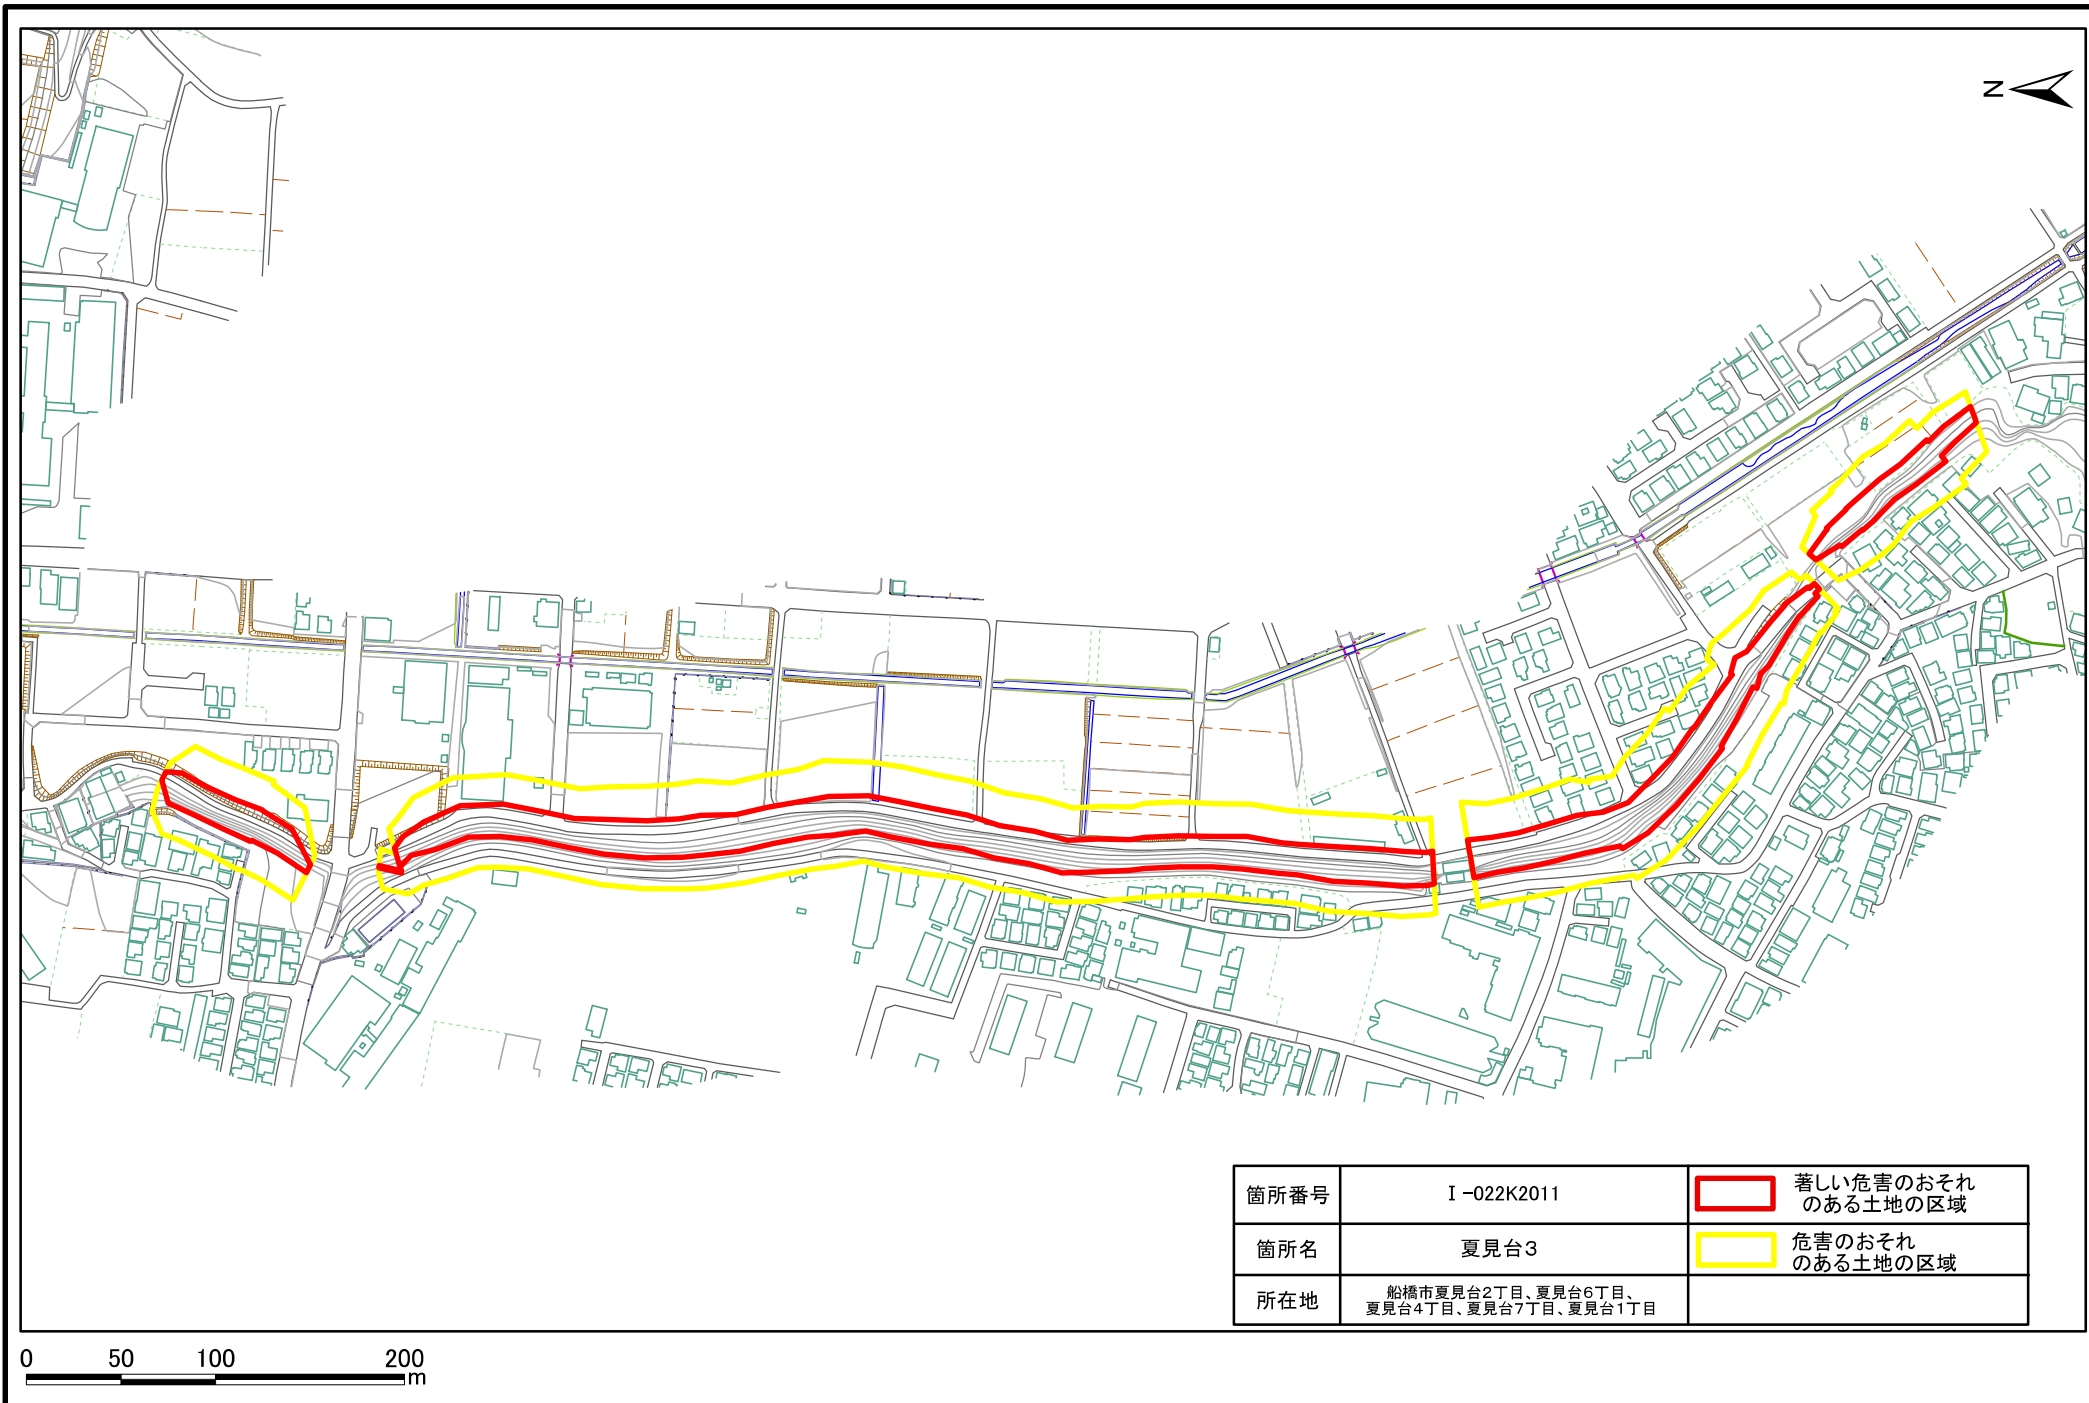 N
箇所番号
Ⅰ-022K2011
著しい危害のおそれ
のある土地の区域
箇所名
夏見台3
危害のおそれ
のある土地の区域
所在地
船橋市夏見台2丁目、夏見台6丁目、
夏見台4丁目、夏見台7丁目、夏見台1丁目
0 50 100 200
m